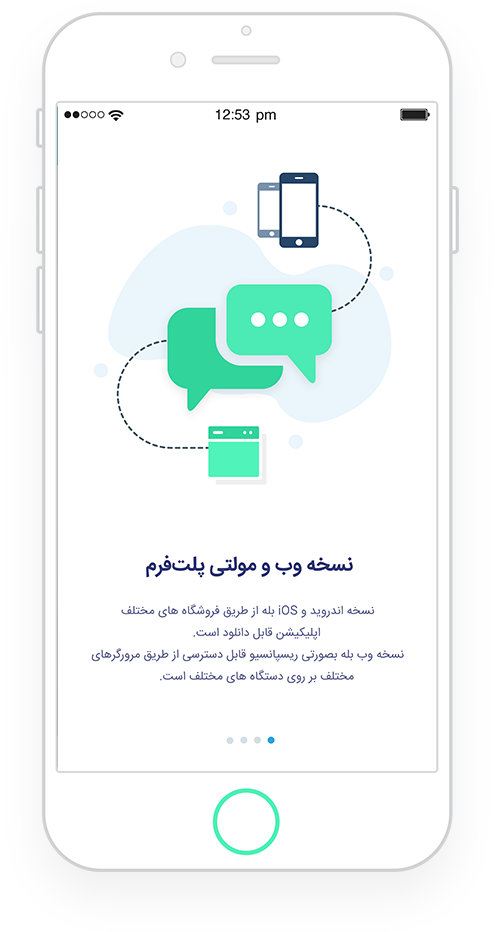 12:53 pm
نسخه وب و مولتی پلت‌فرم
نسخه اندروید و iOS بله از طریق فروشگاه های مختلف
اپلیکیشن قابل دانلود است.
نسخه وب بله بصورتی ریسپانسیو قابل دسترسی از طریق مرورگرهای
مختلف بر روی دستگاه های مختلف است.